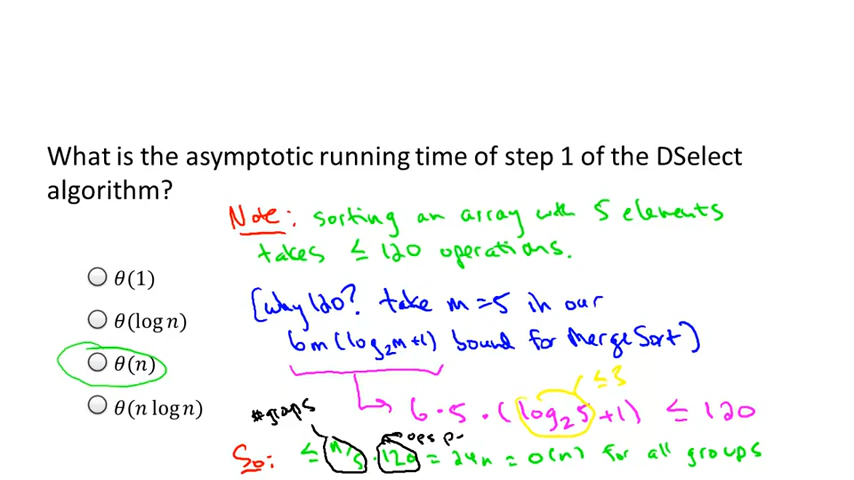 What is the asymptotic running time of step 1 of the DSelect
algorithm?
Note: sorting an array with 5 elements
takes ≤ 120 operations.
θ(1)
[Why 120? take m=5 in our
θ(log n)
6m(log₂m+1) bound for MergeSort]
θ(n)
≤3
θ(n log n)
#groups
6·5·(log₂5+1) ≤ 120
ops p
So: ≤ n/5 · 120 = 24n = O(n) for all groups